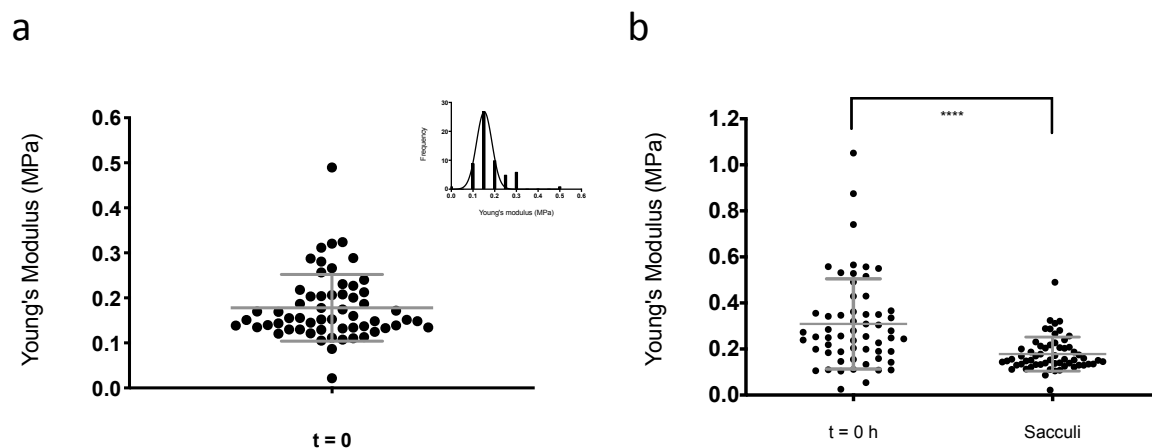 a
Young's Modulus (MPa)
0.6
0.5
0.4
0.3
0.2
0.1
0.0
t = 0
Frequency
30
20
10
0
0.0 0.1 0.2 0.3 0.4 0.5 0.6
Young's modulus (MPa)
b
Young's Modulus (MPa)
1.2
1.0
0.8
0.6
0.4
0.2
0.0
****
t = 0 h Sacculi